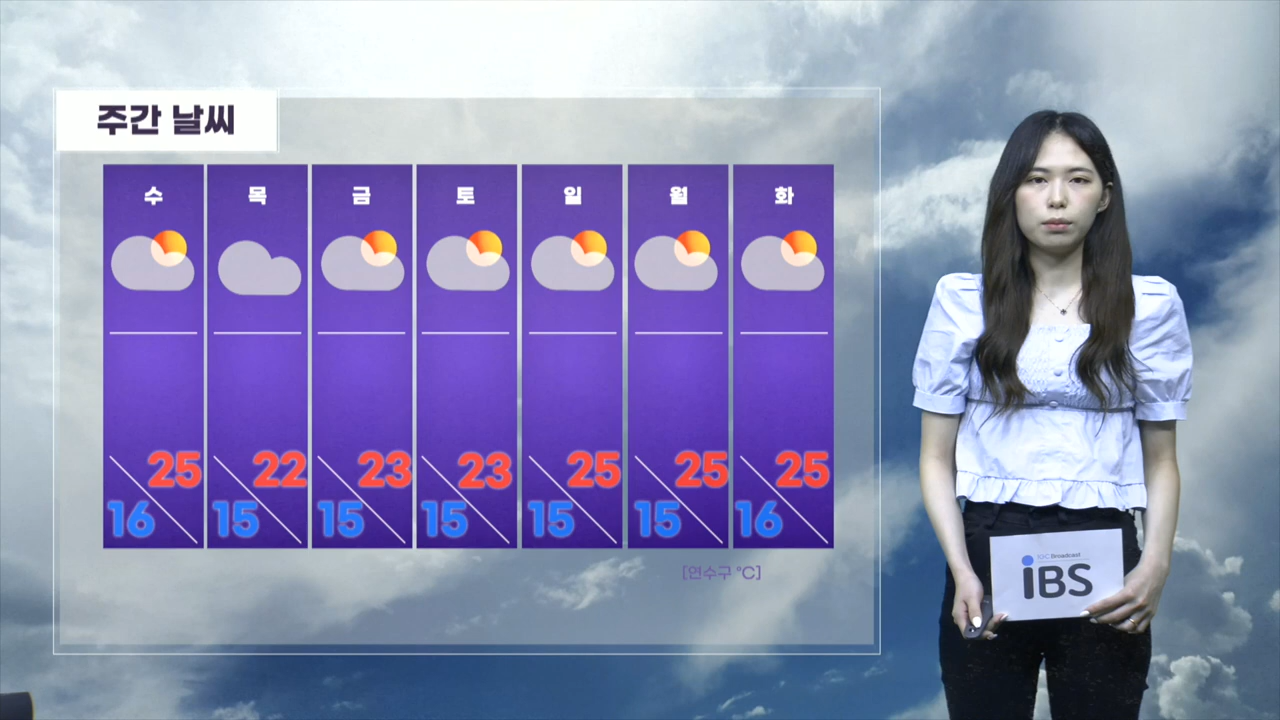 주간 날씨
수 목 금 토 일 월 화
25 22 23 23 25 25 25
16 15 15 15 15 15 16
[연수구 °C]
IGC Broadcast
iBS